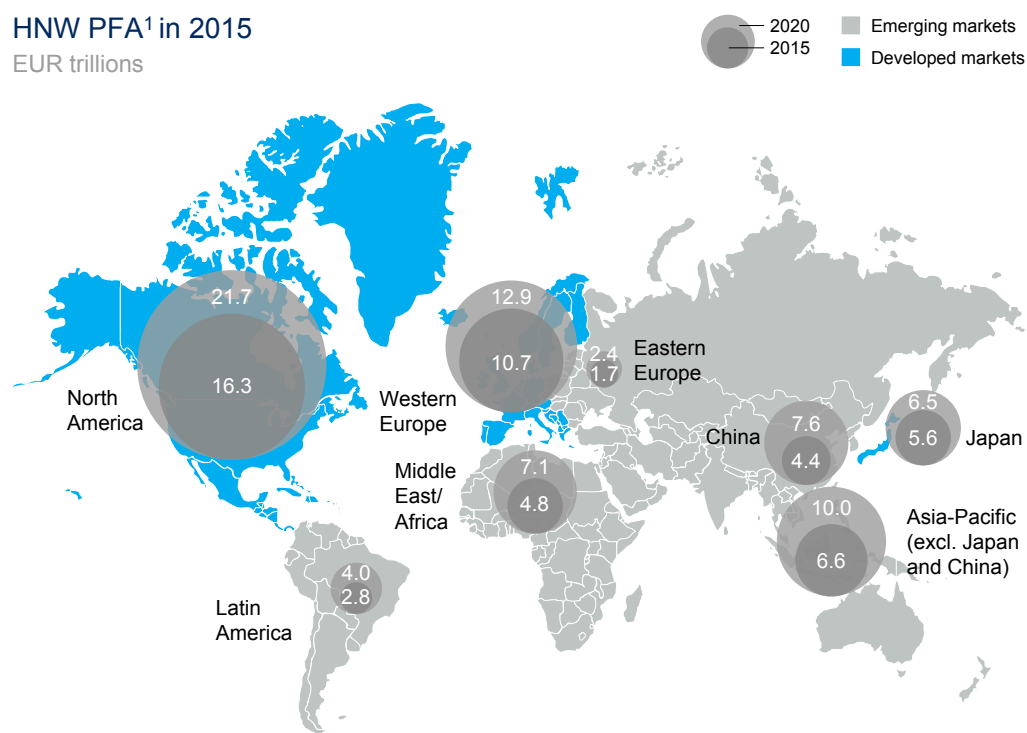 HNW PFA¹ in 2015
EUR trillions
2020
2015
Emerging markets
Developed markets
21.7
16.3
North
America
12.9
10.7
Western
Europe
2.4
1.7
Eastern
Europe
7.6
4.4
China
6.5
5.6
Japan
7.1
4.8
Middle
East/
Africa
10.0
6.6
Asia-Pacific
(excl. Japan
and China)
4.0
2.8
Latin
America